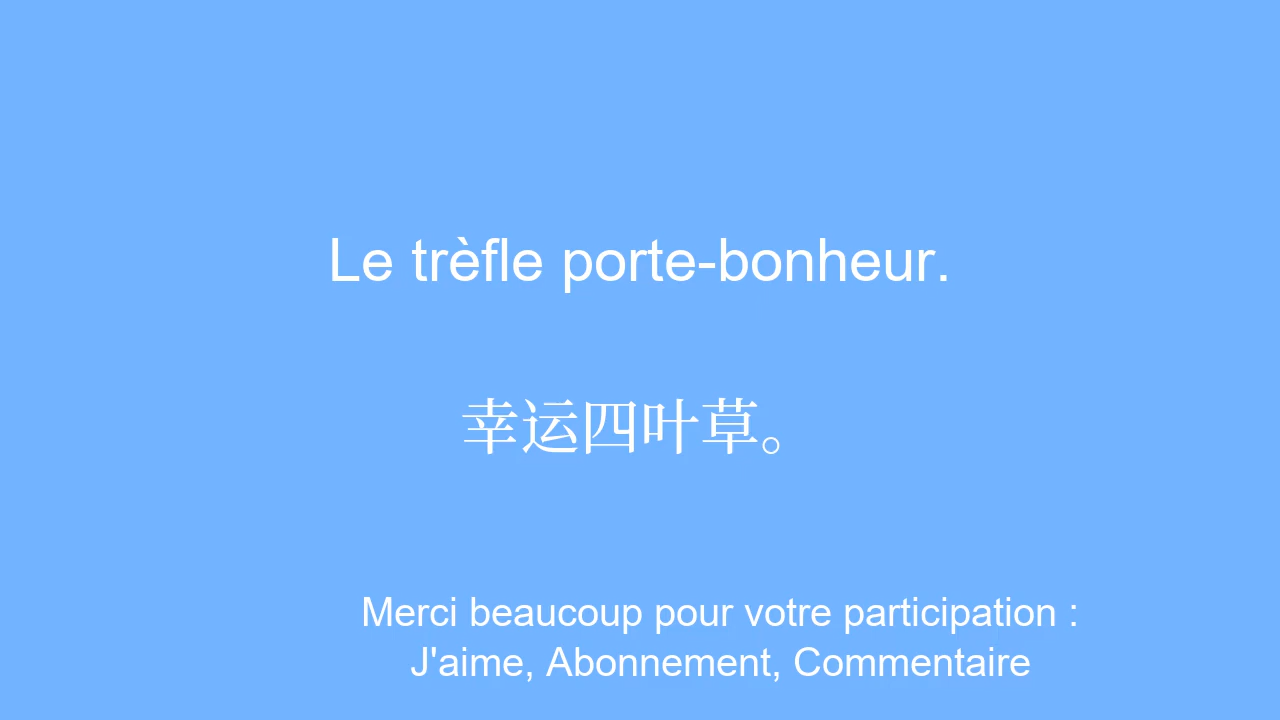 Le trèfle porte-bonheur.
幸运四叶草。
Merci beaucoup pour votre participation :
J'aime, Abonnement, Commentaire